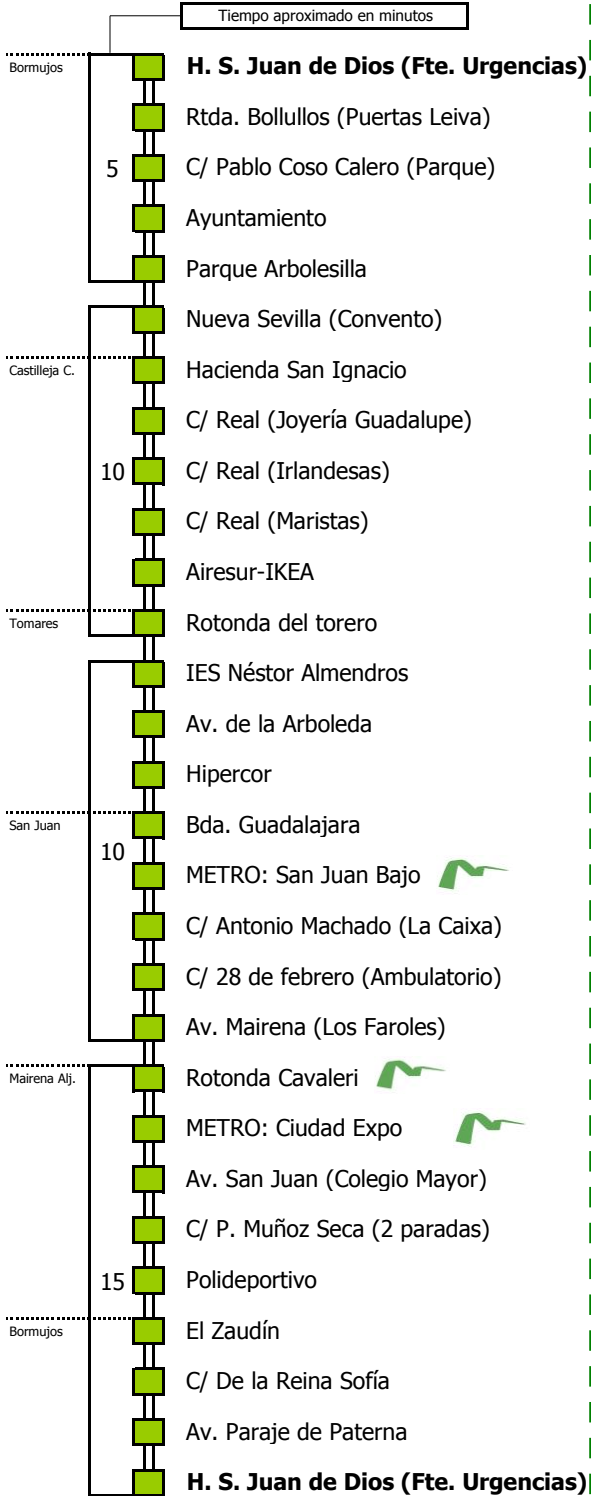 Tiempo aproximado en minutos
Bormujos
H. S. Juan de Dios (Fte. Urgencias)
Rtda. Bollullos (Puertas Leiva)
5
C/ Pablo Coso Calero (Parque)
Ayuntamiento
Parque Arbolesilla
Nueva Sevilla (Convento)
Castilleja C.
Hacienda San Ignacio
C/ Real (Joyería Guadalupe)
10
C/ Real (Irlandesas)
C/ Real (Maristas)
Airesur-IKEA
Tomares
Rotonda del torero
IES Néstor Almendros
Av. de la Arboleda
Hipercor
San Juan
Bda. Guadalajara
10
METRO: San Juan Bajo
C/ Antonio Machado (La Caixa)
C/ 28 de febrero (Ambulatorio)
Av. Mairena (Los Faroles)
Mairena Alj.
Rotonda Cavaleri
METRO: Ciudad Expo
Av. San Juan (Colegio Mayor)
C/ P. Muñoz Seca (2 paradas)
15
Polideportivo
Bormujos
El Zaudín
C/ De la Reina Sofía
Av. Paraje de Paterna
H. S. Juan de Dios (Fte. Urgencias)